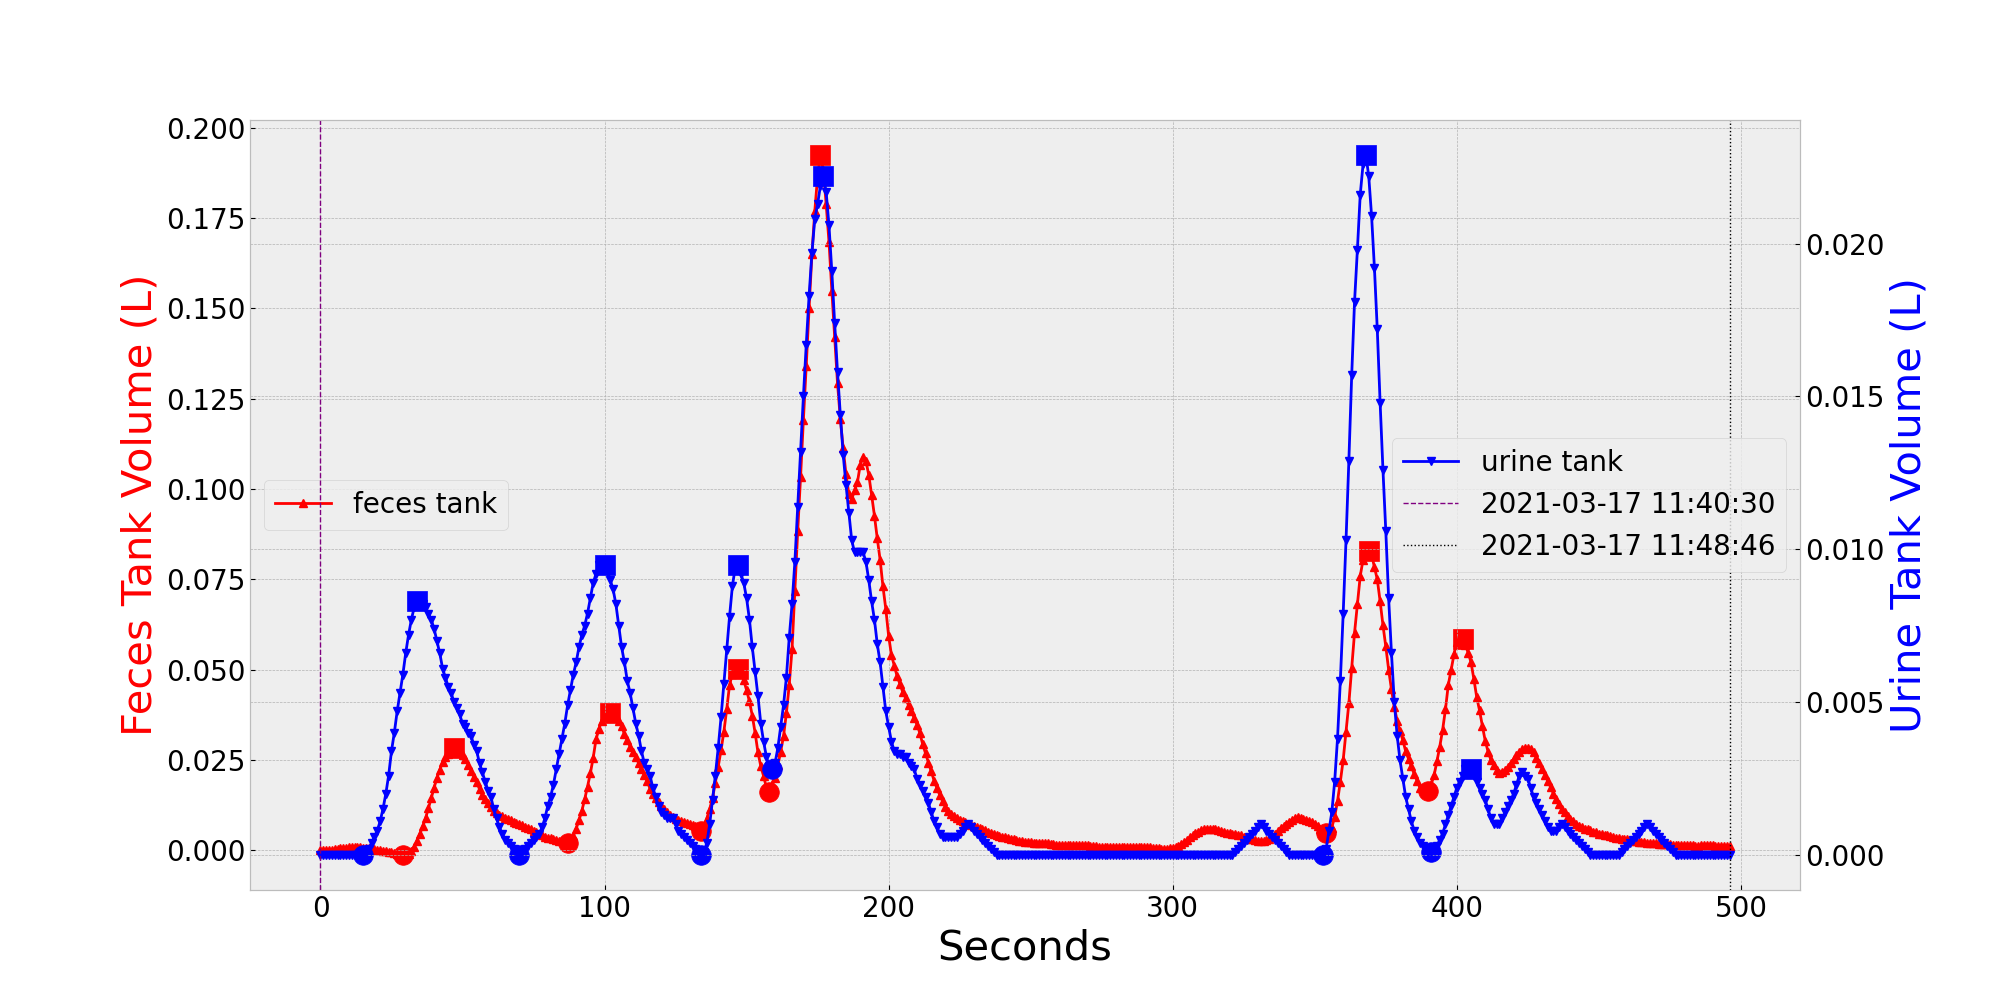 0.200
0.175
0.150
0.125
0.100
0.075
0.050
0.025
0.000
Feces Tank Volume (L)
feces tank
urine tank
2021-03-17 11:40:30
2021-03-17 11:48:46
0.020
0.015
0.010
0.005
0.000
Urine Tank Volume (L)
0 100 200 300 400 500
Seconds